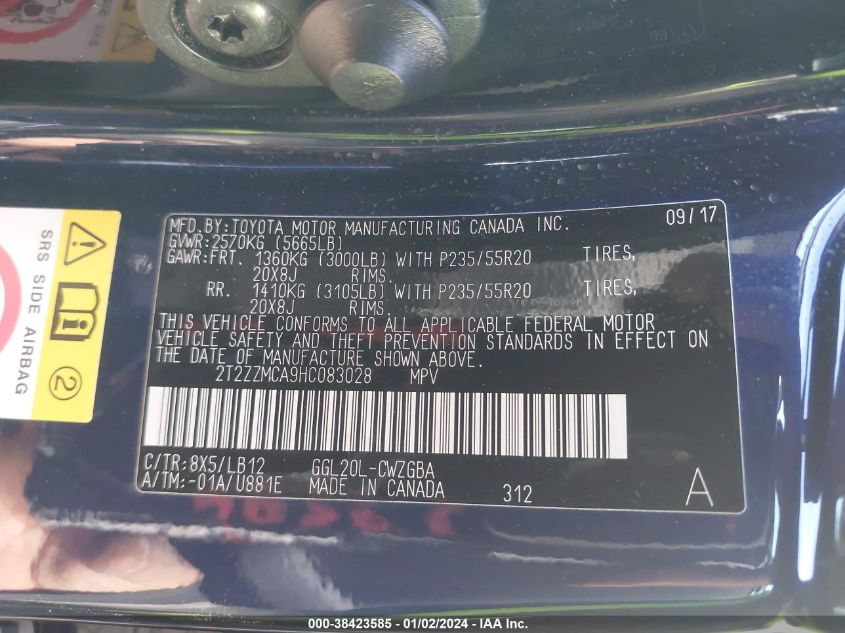 MFD.BY: TOYOTA MOTOR MANUFACTURING CANADA INC. 09/17
GVWR: 2570KG (5665LB)
GAWR: FRT. 1360KG (3000LB) WITH P235/55R20 TIRES,
20X8J RIMS.
RR. 1410KG (3105LB) WITH P235/55R20 TIRES,
20X8J RIMS.
THIS VEHICLE CONFORMS TO ALL APPLICABLE FEDERAL MOTOR
VEHICLE SAFETY AND THEFT PREVENTION STANDARDS IN EFFECT ON
THE DATE OF MANUFACTURE SHOWN ABOVE.
2T2ZZMCA9HC083028 MPV
C/TR: 8X5/LB12 GGL20L-CWZGBA
A/TM: -01A/U881E MADE IN CANADA 312 A
SRS SIDE AIRBAG
2
000-38423585 - 01/02/2024 - IAA Inc.